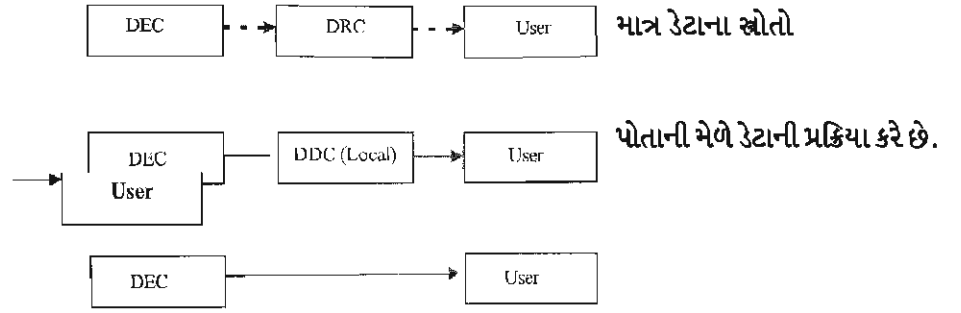 DEC DRC User માત્ર ડેટાના સ્ત્રોતો
DEC DDC (Local) User પોતાની મેળે ડેટાની પ્રક્રિયા કરે છે.
User
DEC User